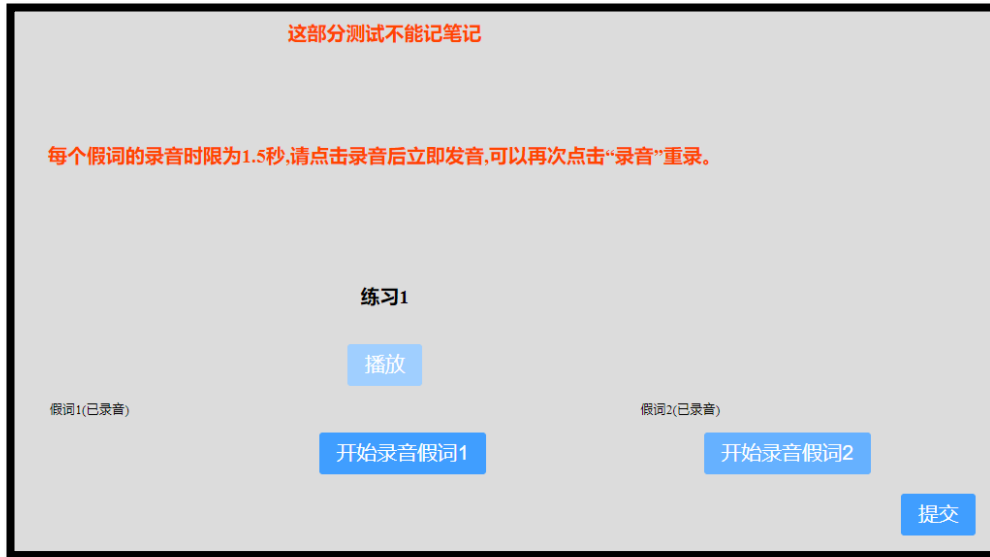 这部分测试不能记笔记
每个假词的录音时限为1.5秒,请点击录音后立即发音,可以再次点击“录音”重录。
练习1
播放
假词1(已录音)
假词2(已录音)
开始录音假词1
开始录音假词2
提交